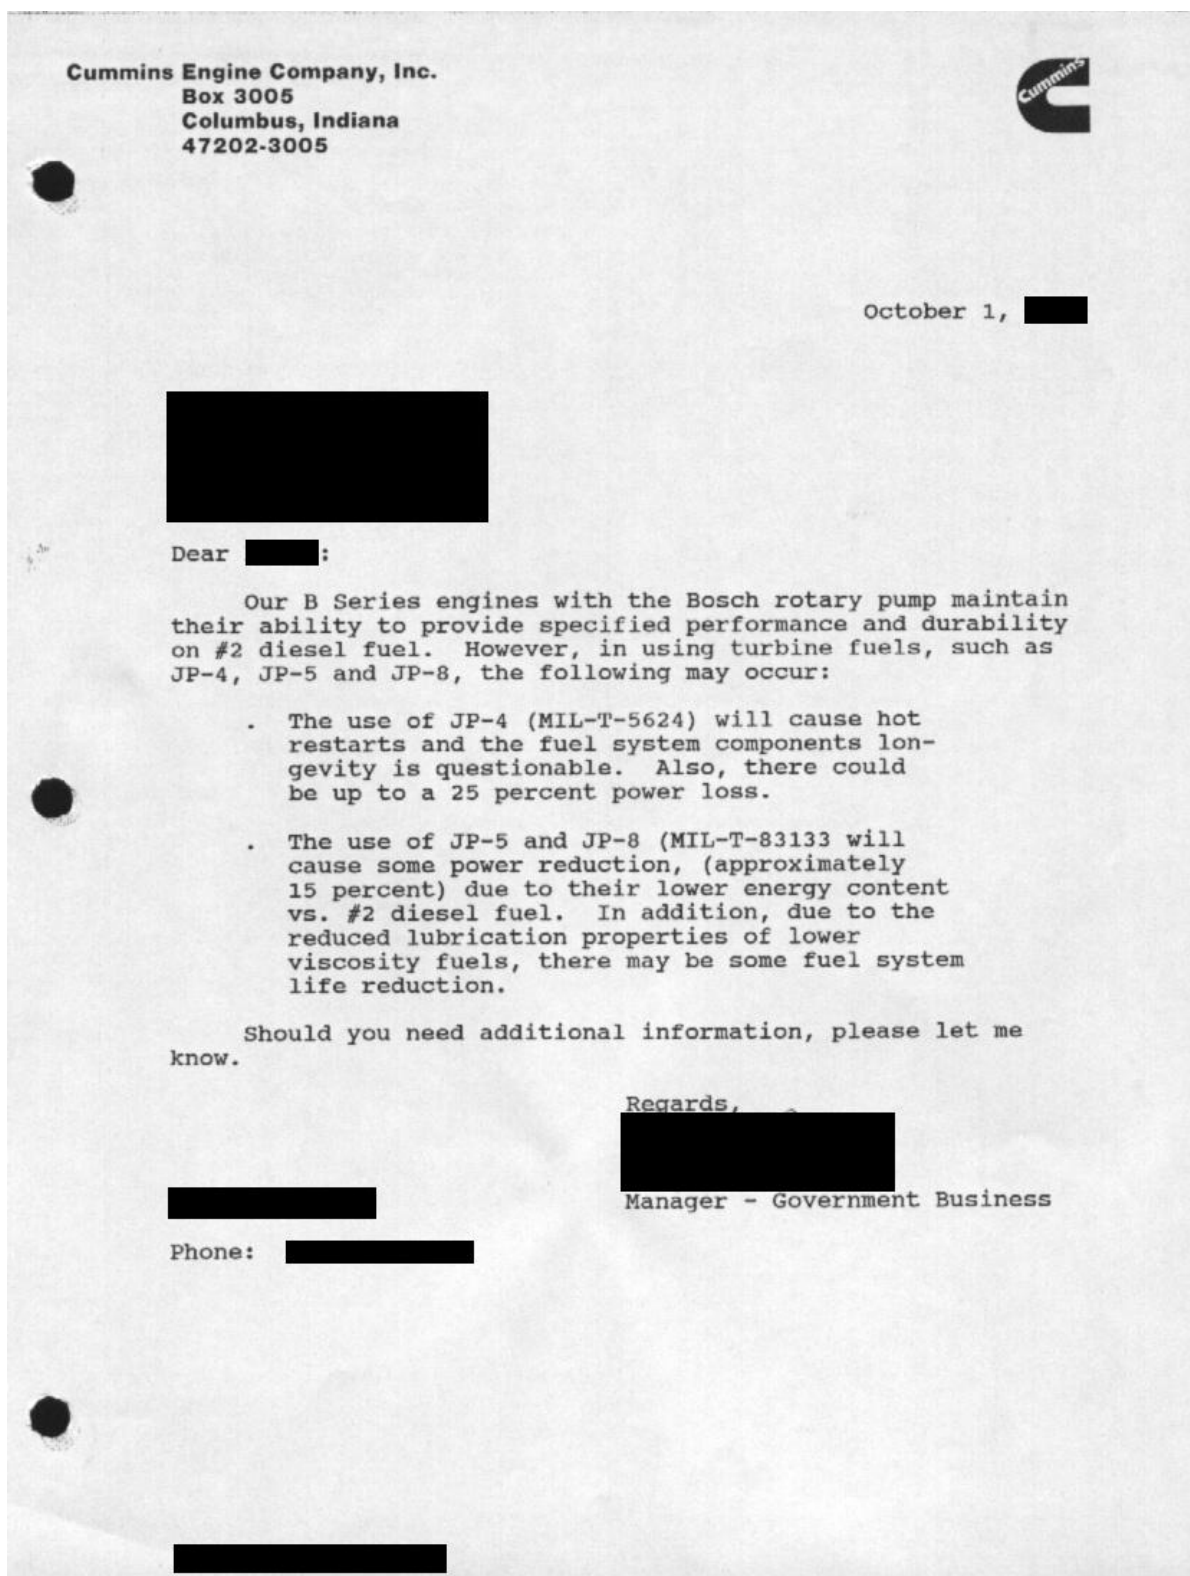 Cummins Engine Company, Inc.
Box 3005
Columbus, Indiana
47202-3005
Cummins
October 1,
Dear :
Our B Series engines with the Bosch rotary pump maintain
their ability to provide specified performance and durability
on #2 diesel fuel. However, in using turbine fuels, such as
JP-4, JP-5 and JP-8, the following may occur:
. The use of JP-4 (MIL-T-5624) will cause hot
restarts and the fuel system components lon-
gevity is questionable. Also, there could
be up to a 25 percent power loss.
. The use of JP-5 and JP-8 (MIL-T-83133 will
cause some power reduction, (approximately
15 percent) due to their lower energy content
vs. #2 diesel fuel. In addition, due to the
reduced lubrication properties of lower
viscosity fuels, there may be some fuel system
life reduction.
Should you need additional information, please let me
know.
Regards,
Manager - Government Business
Phone: